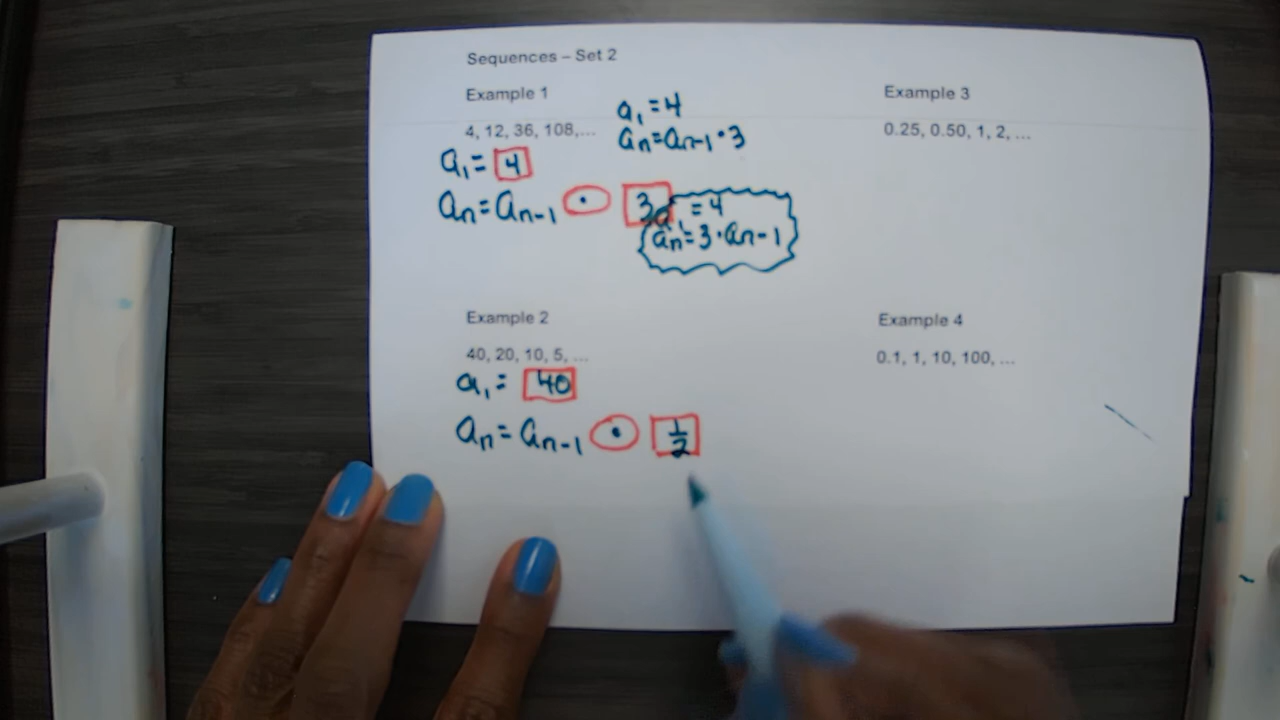 Sequences – Set 2
Example 1
4, 12, 36, 108,...
a₁ = 4
aₙ = aₙ₋₁ • 3
a₁ = 4
aₙ = aₙ₋₁ • 3
a₁ = 4
aₙ = 3 • aₙ₋₁
Example 2
40, 20, 10, 5, ...
a₁ = 40
aₙ = aₙ₋₁ • 1/2
Example 3
0.25, 0.50, 1, 2, ...
Example 4
0.1, 1, 10, 100, ...